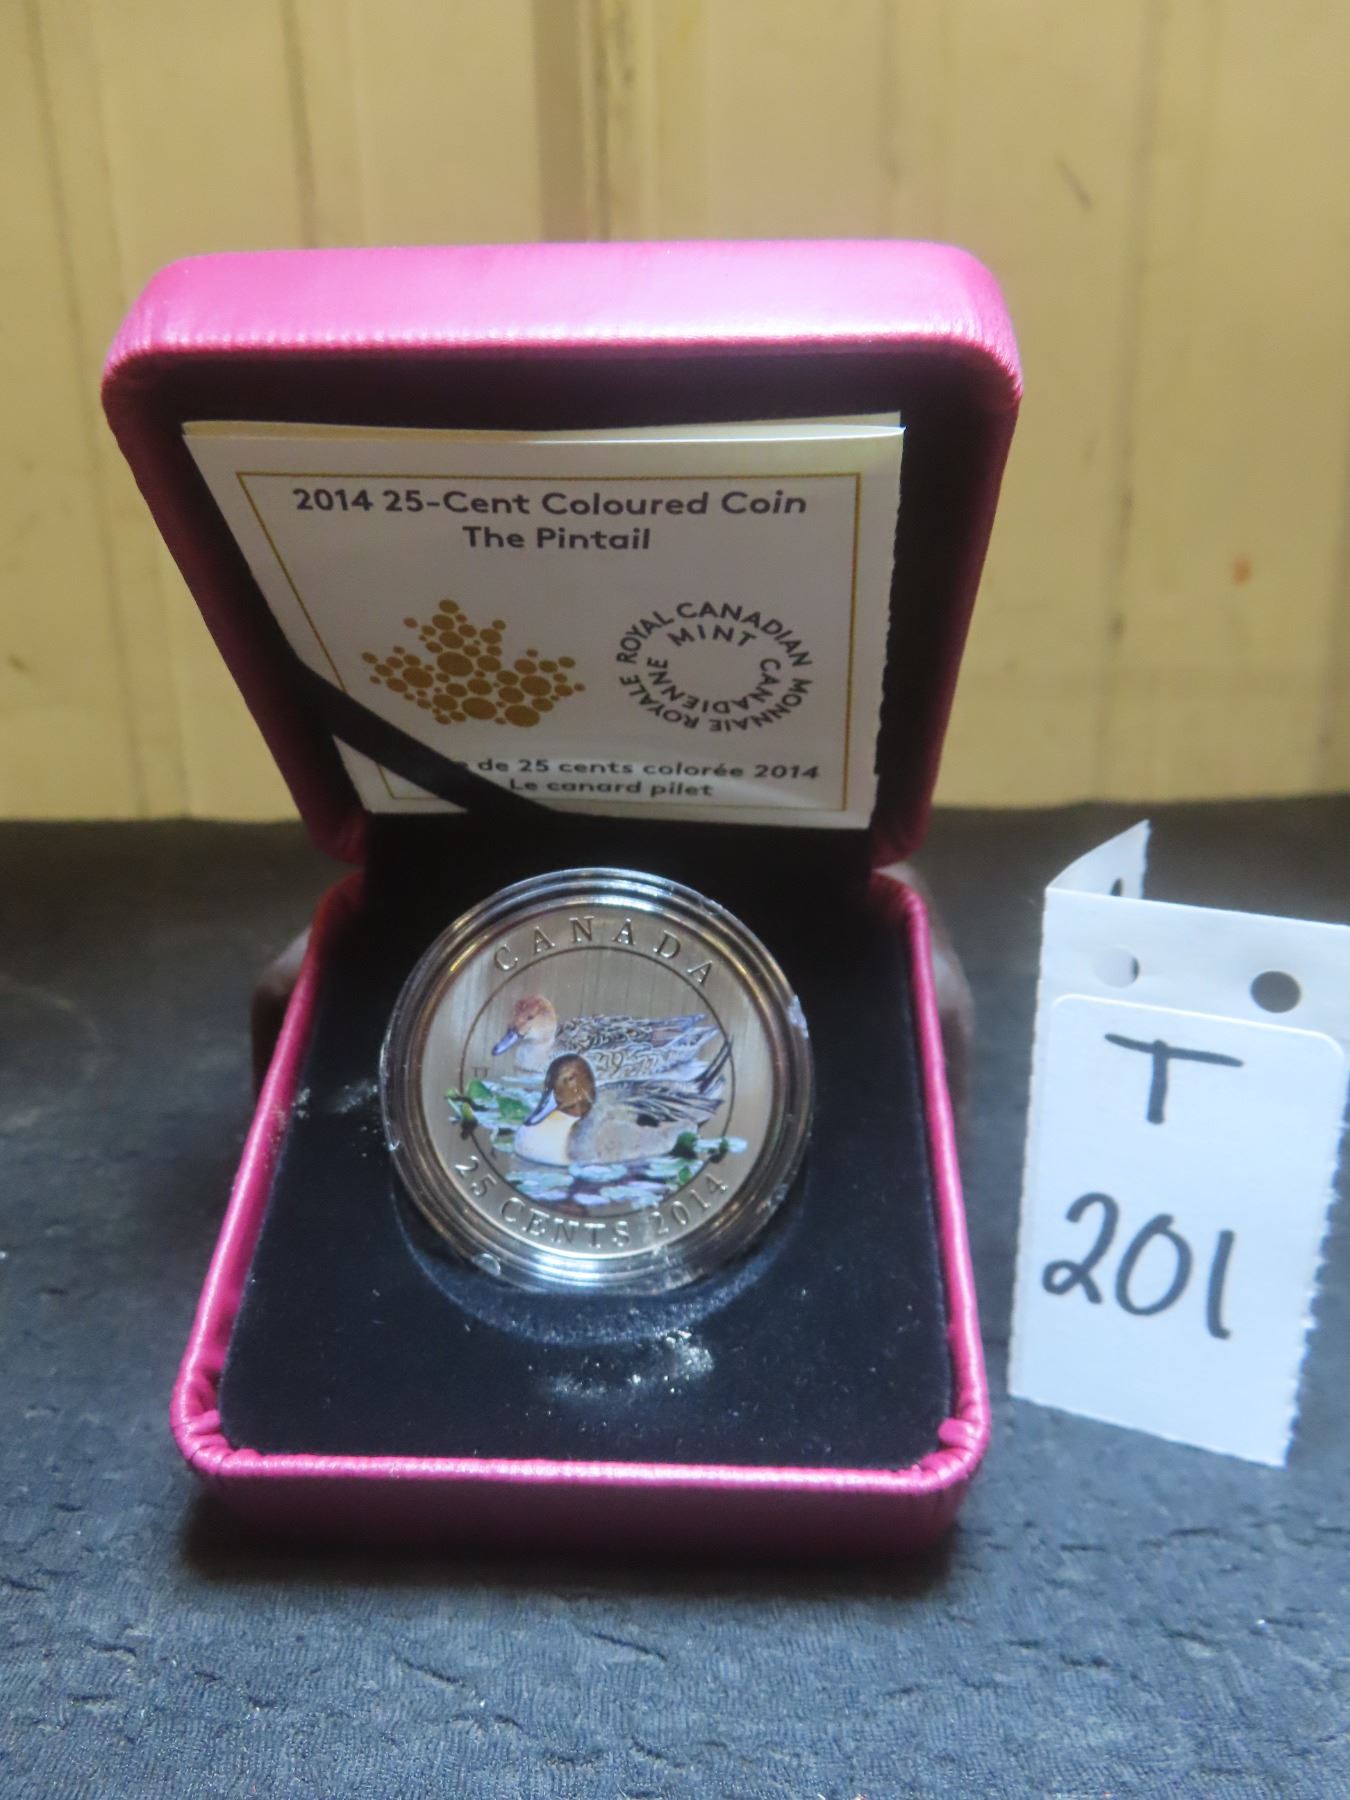 2014 25-Cent Coloured Coin
The Pintail
ROYAL CANADIAN MINT
MONNAIE ROYALE CANADIENNE
de 25 cents colorée 2014
Le canard pilet
CANADA
TT
25 CENTS 2014
T
201